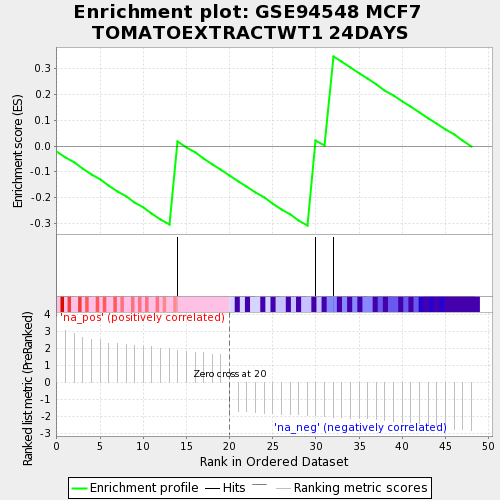 Enrichment plot: GSE94548 MCF7
TOMATOEXTRACTWT1 24DAYS
Enrichment score (ES)
0.3
0.2
0.1
0.0
-0.1
-0.2
-0.3
'na_pos' (positively correlated)
Ranked list metric (PreRanked)
4
3
2
1
0
-1
-2
-3
Zero cross at 20
'na_neg' (negatively correlated)
0 5 10 15 20 25 30 35 40 45 50
Rank in Ordered Dataset
Enrichment profile Hits Ranking metric scores